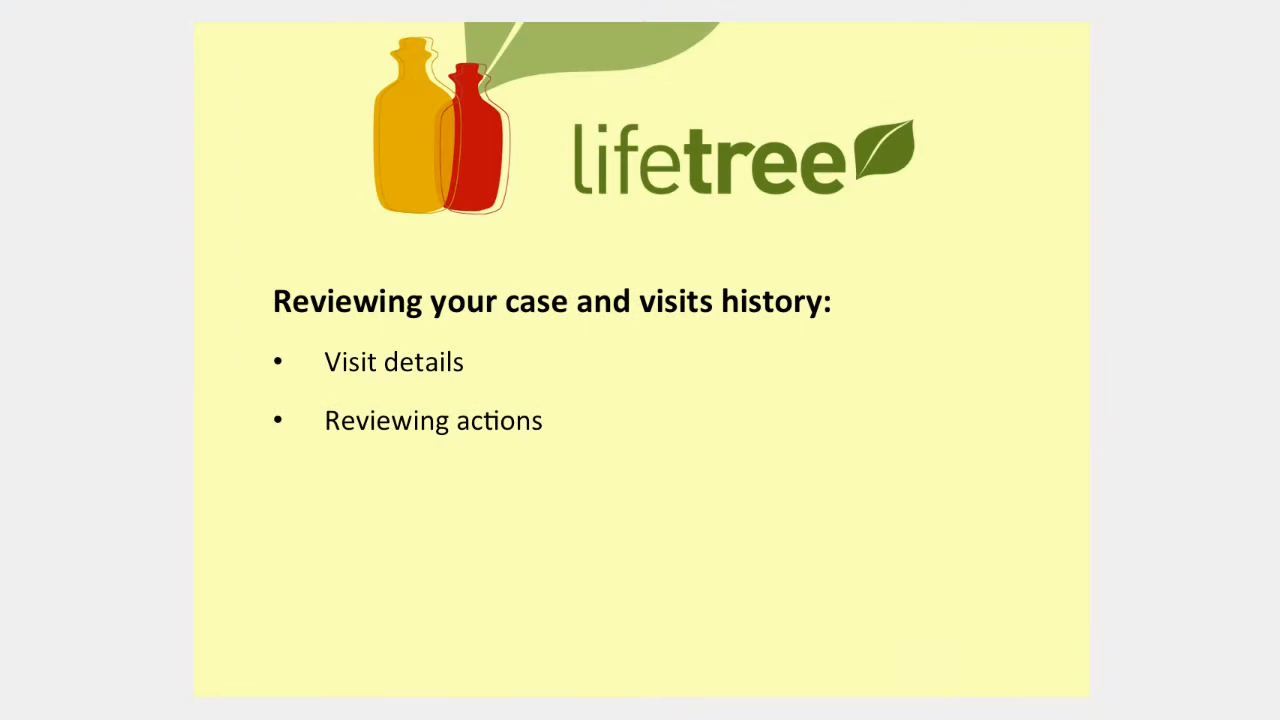 lifetree
Reviewing your case and visits history:
• Visit details
• Reviewing actions